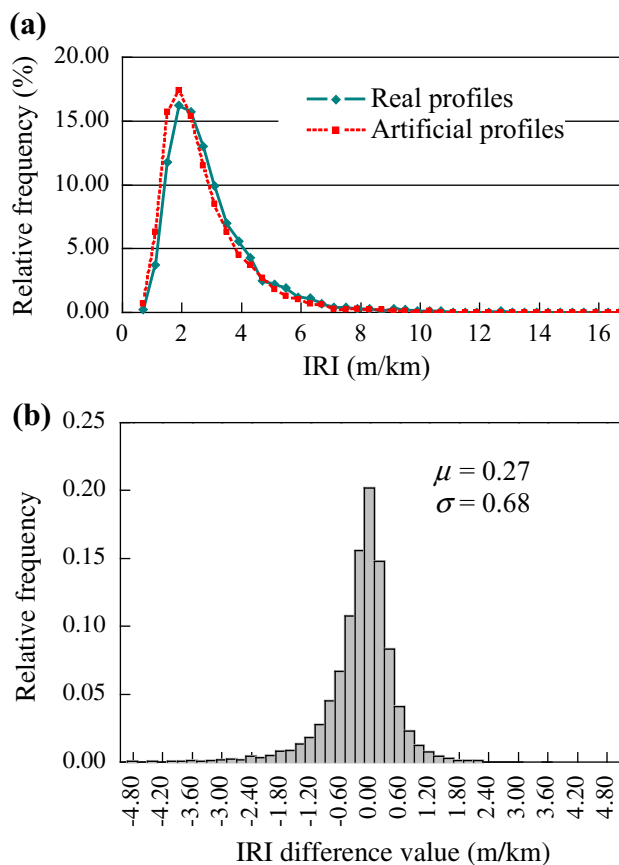 (a)
Relative frequency (%)
20.00
15.00
10.00
5.00
0.00
Real profiles
Artificial profiles
0 2 4 6 8 10 12 14 16
IRI (m/km)
(b)
Relative frequency
0.25
0.20
0.15
0.10
0.05
0.00
μ = 0.27
σ = 0.68
-4.80 -4.20 -3.60 -3.00 -2.40 -1.80 -1.20 -0.60 0.00 0.60 1.20 1.80 2.40 3.00 3.60 4.20 4.80
IRI difference value (m/km)